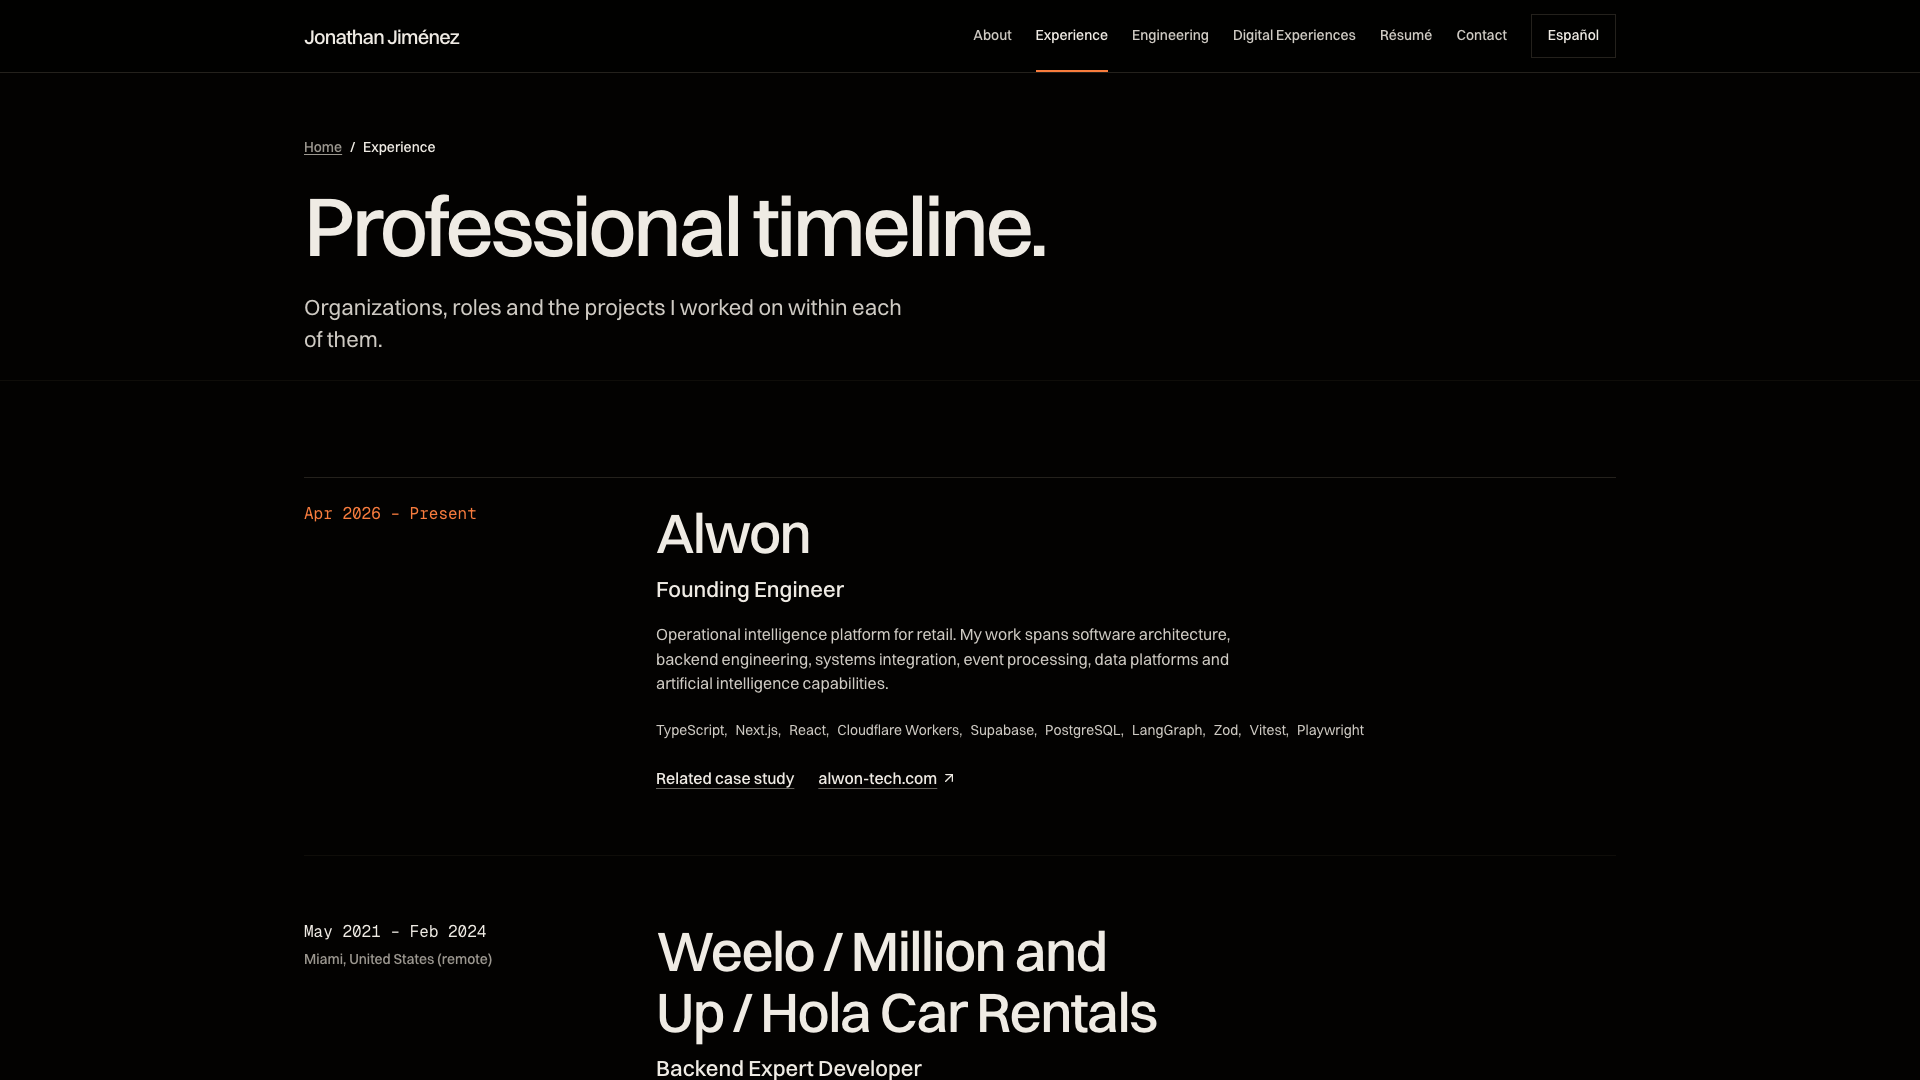 Jonathan Jiménez
About
Experience
Engineering
Digital Experiences
Résumé
Contact
Español
Home / Experience
Professional timeline.
Organizations, roles and the projects I worked on within each
of them.
Apr 2026 – Present
Alwon
Founding Engineer
Operational intelligence platform for retail. My work spans software architecture,
backend engineering, systems integration, event processing, data platforms and
artificial intelligence capabilities.
TypeScript, Next.js, React, Cloudflare Workers, Supabase, PostgreSQL, LangGraph, Zod, Vitest, Playwright
Related case study
alwon-tech.com ↗
May 2021 – Feb 2024
Miami, United States (remote)
Weelo / Million and
Up / Hola Car Rentals
Backend Expert Developer